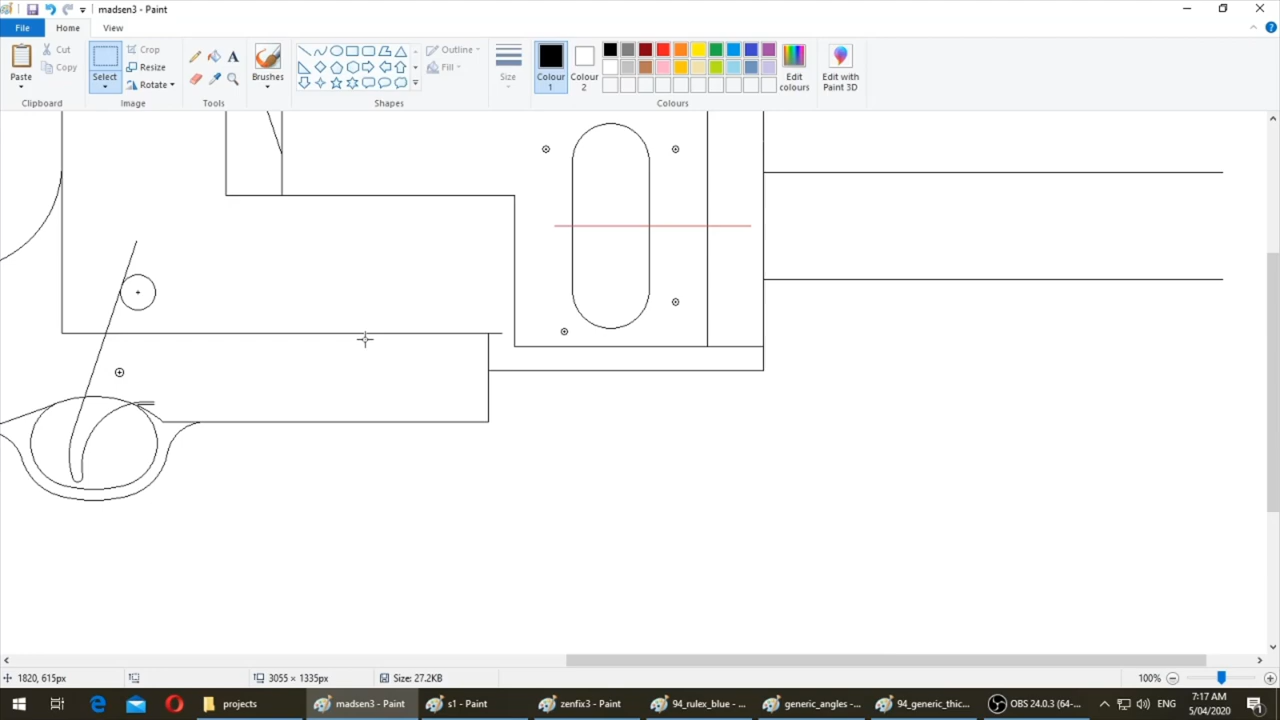 madsen3 - Paint
File
Home
View
Paste
Cut
Copy
Clipboard
Select
Crop
Resize
Rotate
Image
Tools
Brushes
Shapes
Outline
Fill
Size
Colour 1
Colour 2
Colours
Edit colours
Edit with Paint 3D
1820, 615px
3055 × 1335px
Size: 27.2KB
100%
projects
madsen3 - Paint
s1 - Paint
zenfix3 - Paint
94_rulex_blue - ...
generic_angles - ...
94_generic_thic...
OBS 24.0.3 (64-...
ENG
7:17 AM
5/04/2020